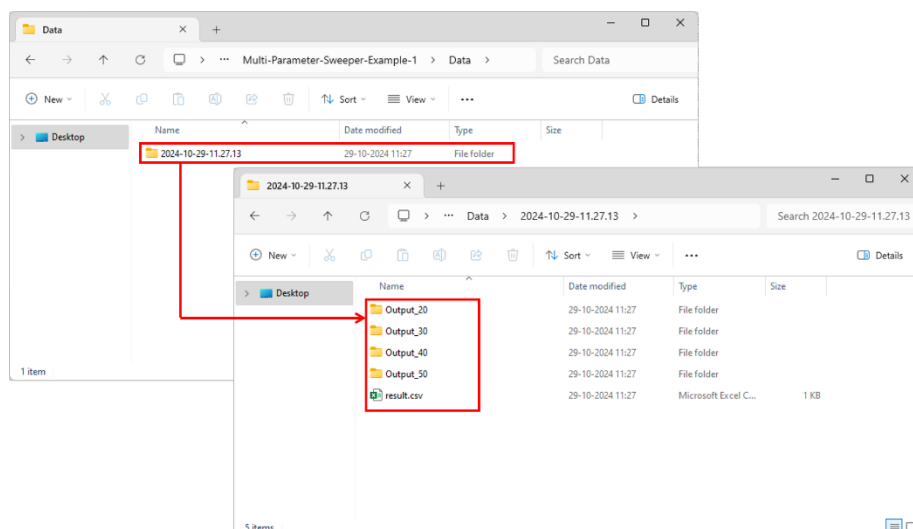 Data
Multi-Parameter-Sweeper-Example-1 > Data >
Search Data
New
Sort
View
Details
Desktop
Name
Date modified
Type
Size
2024-10-29-11.27.13
29-10-2024 11:27
File folder
1 item
2024-10-29-11.27.13
Data > 2024-10-29-11.27.13 >
Search 2024-10-29-11.27.13
New
Sort
View
Details
Desktop
Name
Date modified
Type
Size
Output_20
29-10-2024 11:27
File folder
Output_30
29-10-2024 11:27
File folder
Output_40
29-10-2024 11:27
File folder
Output_50
29-10-2024 11:27
File folder
result.csv
29-10-2024 11:27
Microsoft Excel C...
1 KB
5 items